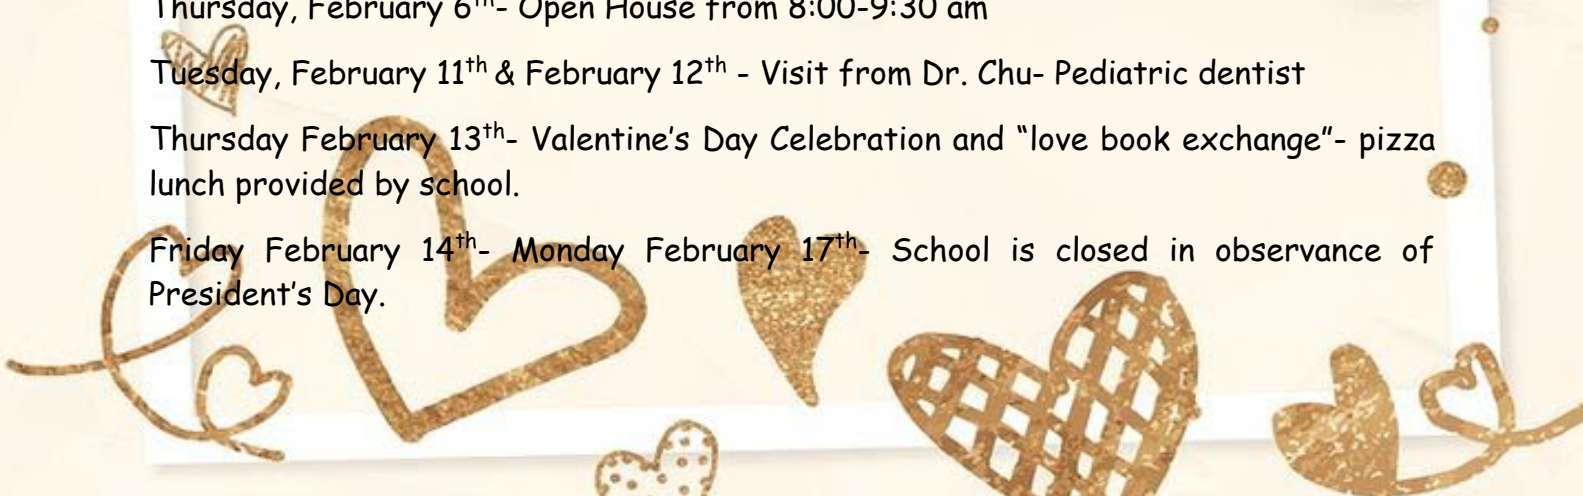 Thursday, February 6th- Open House from 8:00-9:30 am
Tuesday, February 11th & February 12th - Visit from Dr. Chu- Pediatric dentist
Thursday February 13th- Valentine’s Day Celebration and “love book exchange”- pizza
lunch provided by school.
Friday February 14th- Monday February 17th- School is closed in observance of
President’s Day.